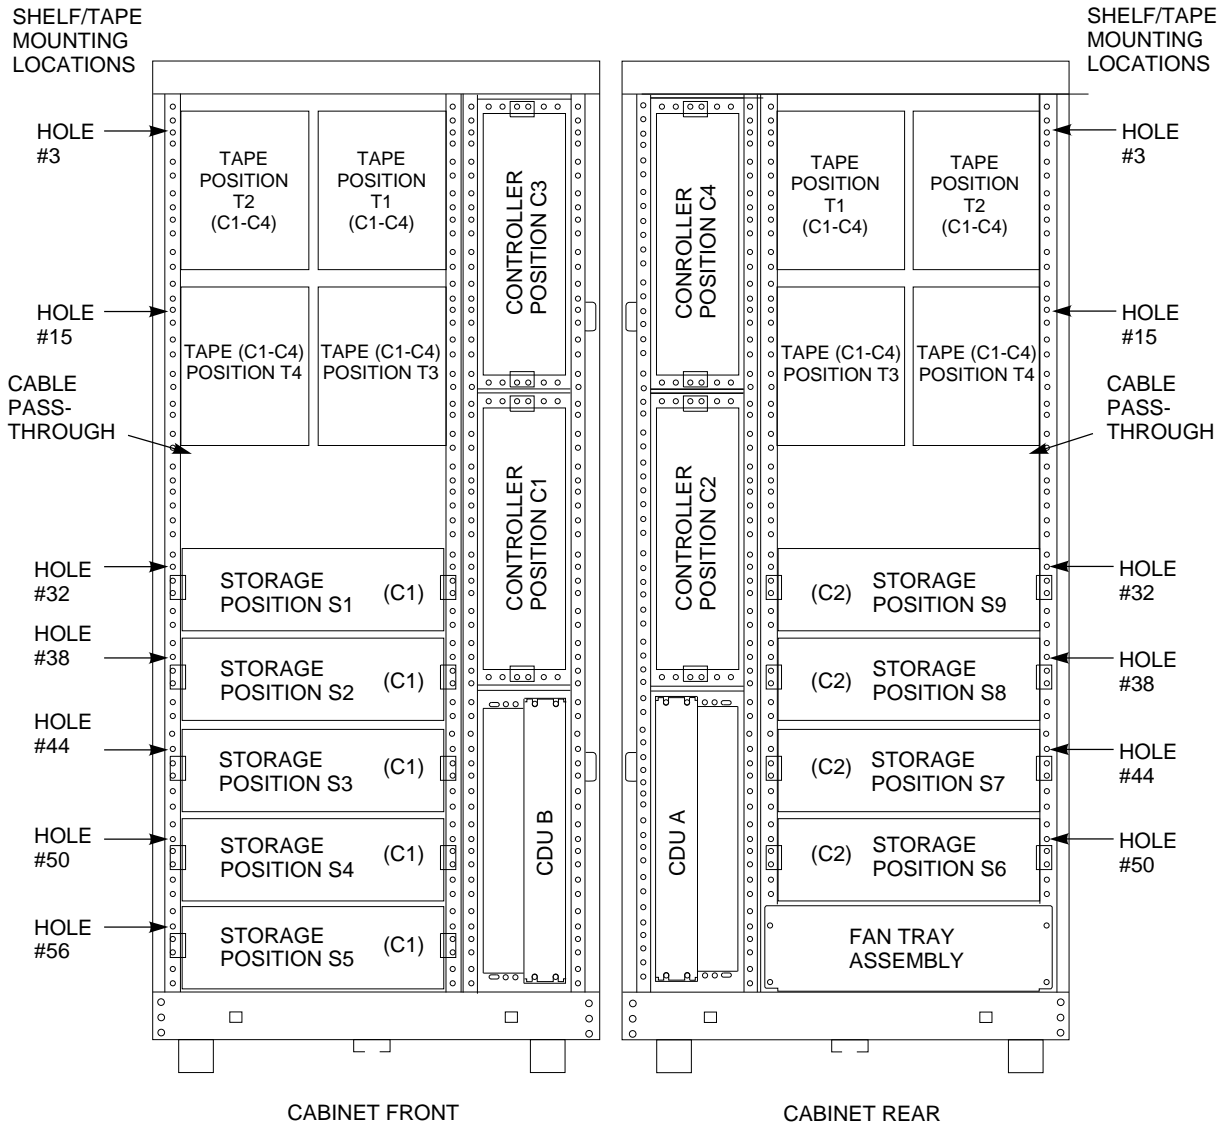 SHELF/TAPE
MOUNTING
LOCATIONS
HOLE
#3
HOLE
#15
CABLE
PASS-
THROUGH
HOLE
#32
HOLE
#38
HOLE
#44
HOLE
#50
HOLE
#56
TAPE
POSITION
T2
(C1-C4)
TAPE
POSITION
T1
(C1-C4)
TAPE (C1-C4)
POSITION T4
TAPE (C1-C4)
POSITION T3
STORAGE
POSITION S1
(C1)
STORAGE
POSITION S2
(C1)
STORAGE
POSITION S3
(C1)
STORAGE
POSITION S4
(C1)
STORAGE
POSITION S5
(C1)
CONTROLLER
POSITION C3
CONTROLLER
POSITION C1
CDU B
CABINET FRONT
CONROLLER
POSITION C4
CONTROLLER
POSITION C2
CDU A
TAPE
POSITION
T1
(C1-C4)
TAPE
POSITION
T2
(C1-C4)
TAPE (C1-C4)
POSITION T3
TAPE (C1-C4)
POSITION T4
(C2)
STORAGE
POSITION S9
(C2)
STORAGE
POSITION S8
(C2)
STORAGE
POSITION S7
(C2)
STORAGE
POSITION S6
FAN TRAY
ASSEMBLY
CABINET REAR
SHELF/TAPE
MOUNTING
LOCATIONS
HOLE
#3
HOLE
#15
CABLE
PASS-
THROUGH
HOLE
#32
HOLE
#38
HOLE
#44
HOLE
#50